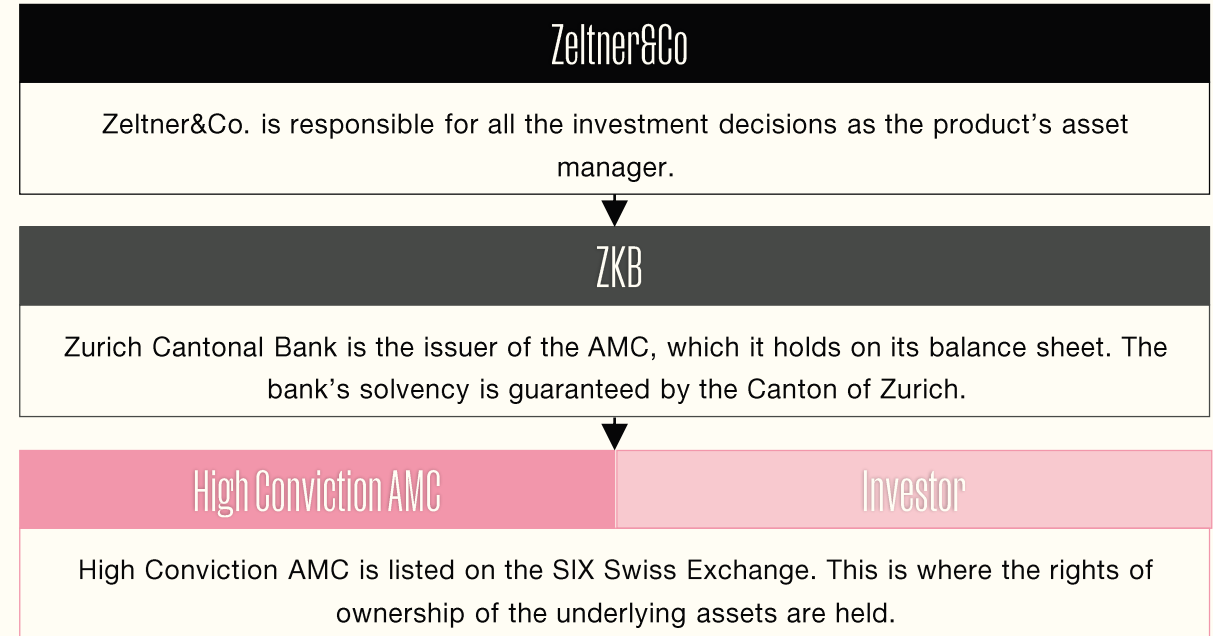 Zeltner&Co
Zeltner&Co. is responsible for all the investment decisions as the product's asset
manager.
ZKB
Zurich Cantonal Bank is the issuer of the AMC, which it holds on its balance sheet. The
bank's solvency is guaranteed by the Canton of Zurich.
High Conviction AMC
Investor
High Conviction AMC is listed on the SIX Swiss Exchange. This is where the rights of
ownership of the underlying assets are held.